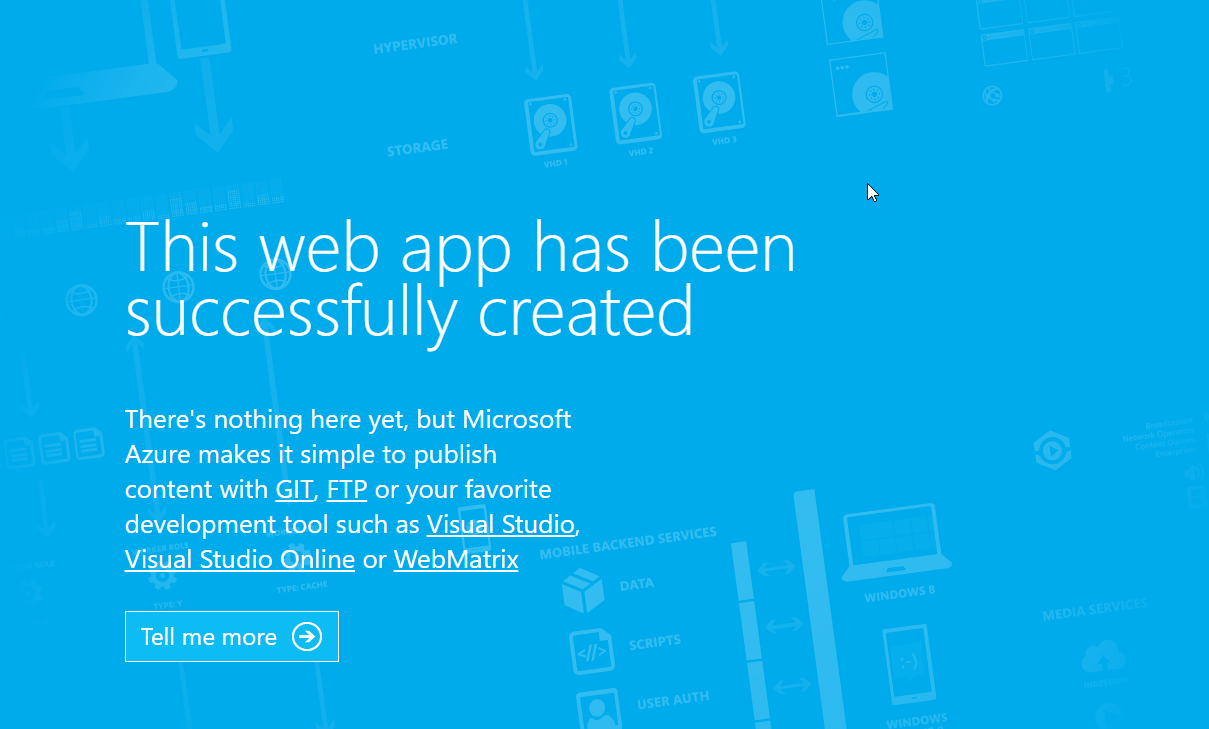 HYPERVISOR
STORAGE
VHD 1
VHD 2
VHD 3
3
This web app has been
successfully created
There's nothing here yet, but Microsoft
Azure makes it simple to publish
content with GIT, FTP or your favorite
development tool such as Visual Studio,
Visual Studio Online or WebMatrix
Tell me more
TYPE: Y
TYPE: CACHE
MOBILE BACKEND SERVICES
DATA
SCRIPTS
</>
USER AUTH
WINDOWS 8
:-)
WINDOWS
MEDIA SERVICES